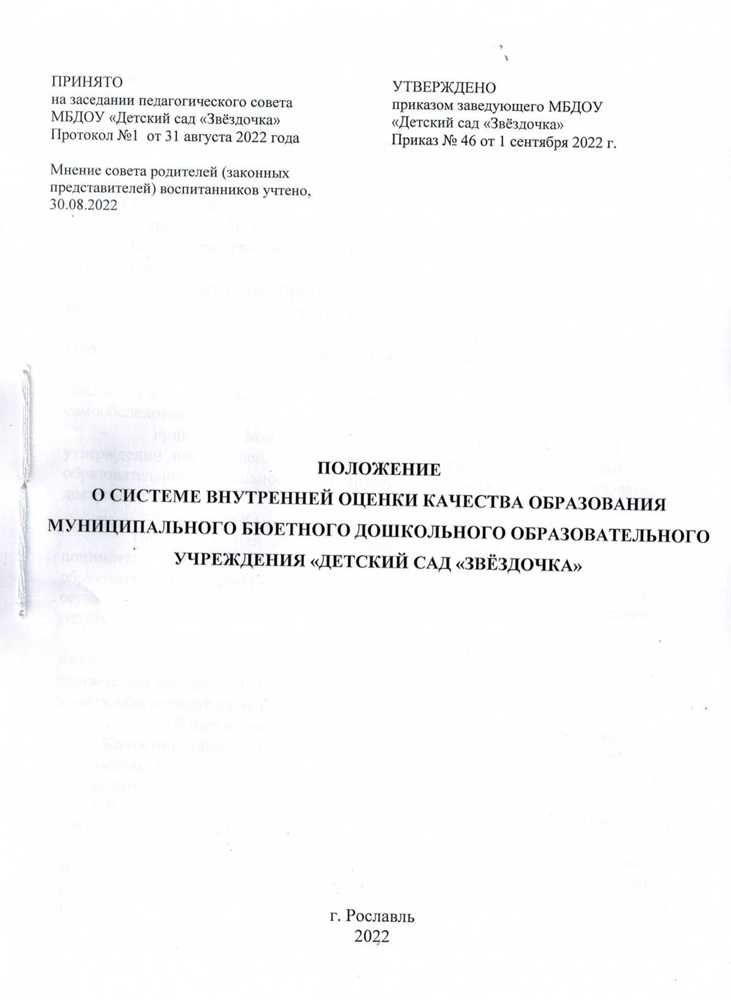 ПРИНЯТО
на заседании педагогического совета
МБДОУ «Детский сад «Звёздочка»
Протокол №1 от 31 августа 2022 года
Мнение совета родителей (законных
представителей) воспитанников учтено,
30.08.2022
УТВЕРЖДЕНО
приказом заведующего МБДОУ
«Детский сад «Звёздочка»
Приказ № 46 от 1 сентября 2022 г.
ПОЛОЖЕНИЕ
О СИСТЕМЕ ВНУТРЕННЕЙ ОЦЕНКИ КАЧЕСТВА ОБРАЗОВАНИЯ
МУНИЦИПАЛЬНОГО БЮЕТНОГО ДОШКОЛЬНОГО ОБРАЗОВАТЕЛЬНОГО
УЧРЕЖДЕНИЯ «ДЕТСКИЙ САД «ЗВЁЗДОЧКА»
г. Рославль
2022